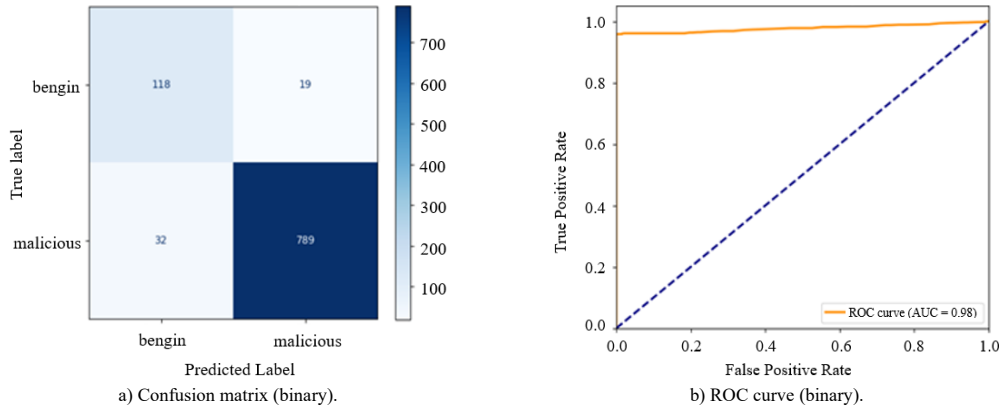 118
19
32
789
bengin
malicious
True label
bengin
malicious
Predicted Label
700
600
500
400
300
200
100
a) Confusion matrix (binary).
1.0
0.8
0.6
0.4
0.2
0.0
True Positive Rate
ROC curve (AUC = 0.98)
0.0
0.2
0.4
0.6
0.8
1.0
False Positive Rate
b) ROC curve (binary).